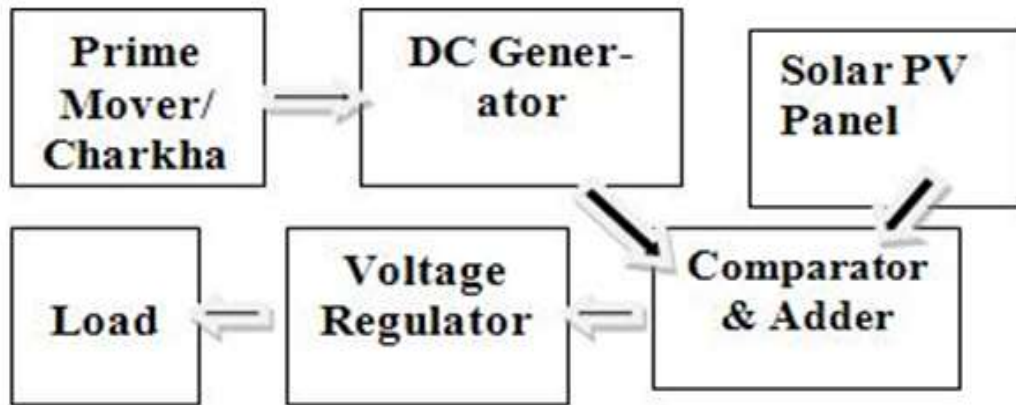 Prime
Mover/
Charkha
DC Gener-
ator
Solar PV
Panel
Load
Voltage
Regulator
Comparator
& Adder